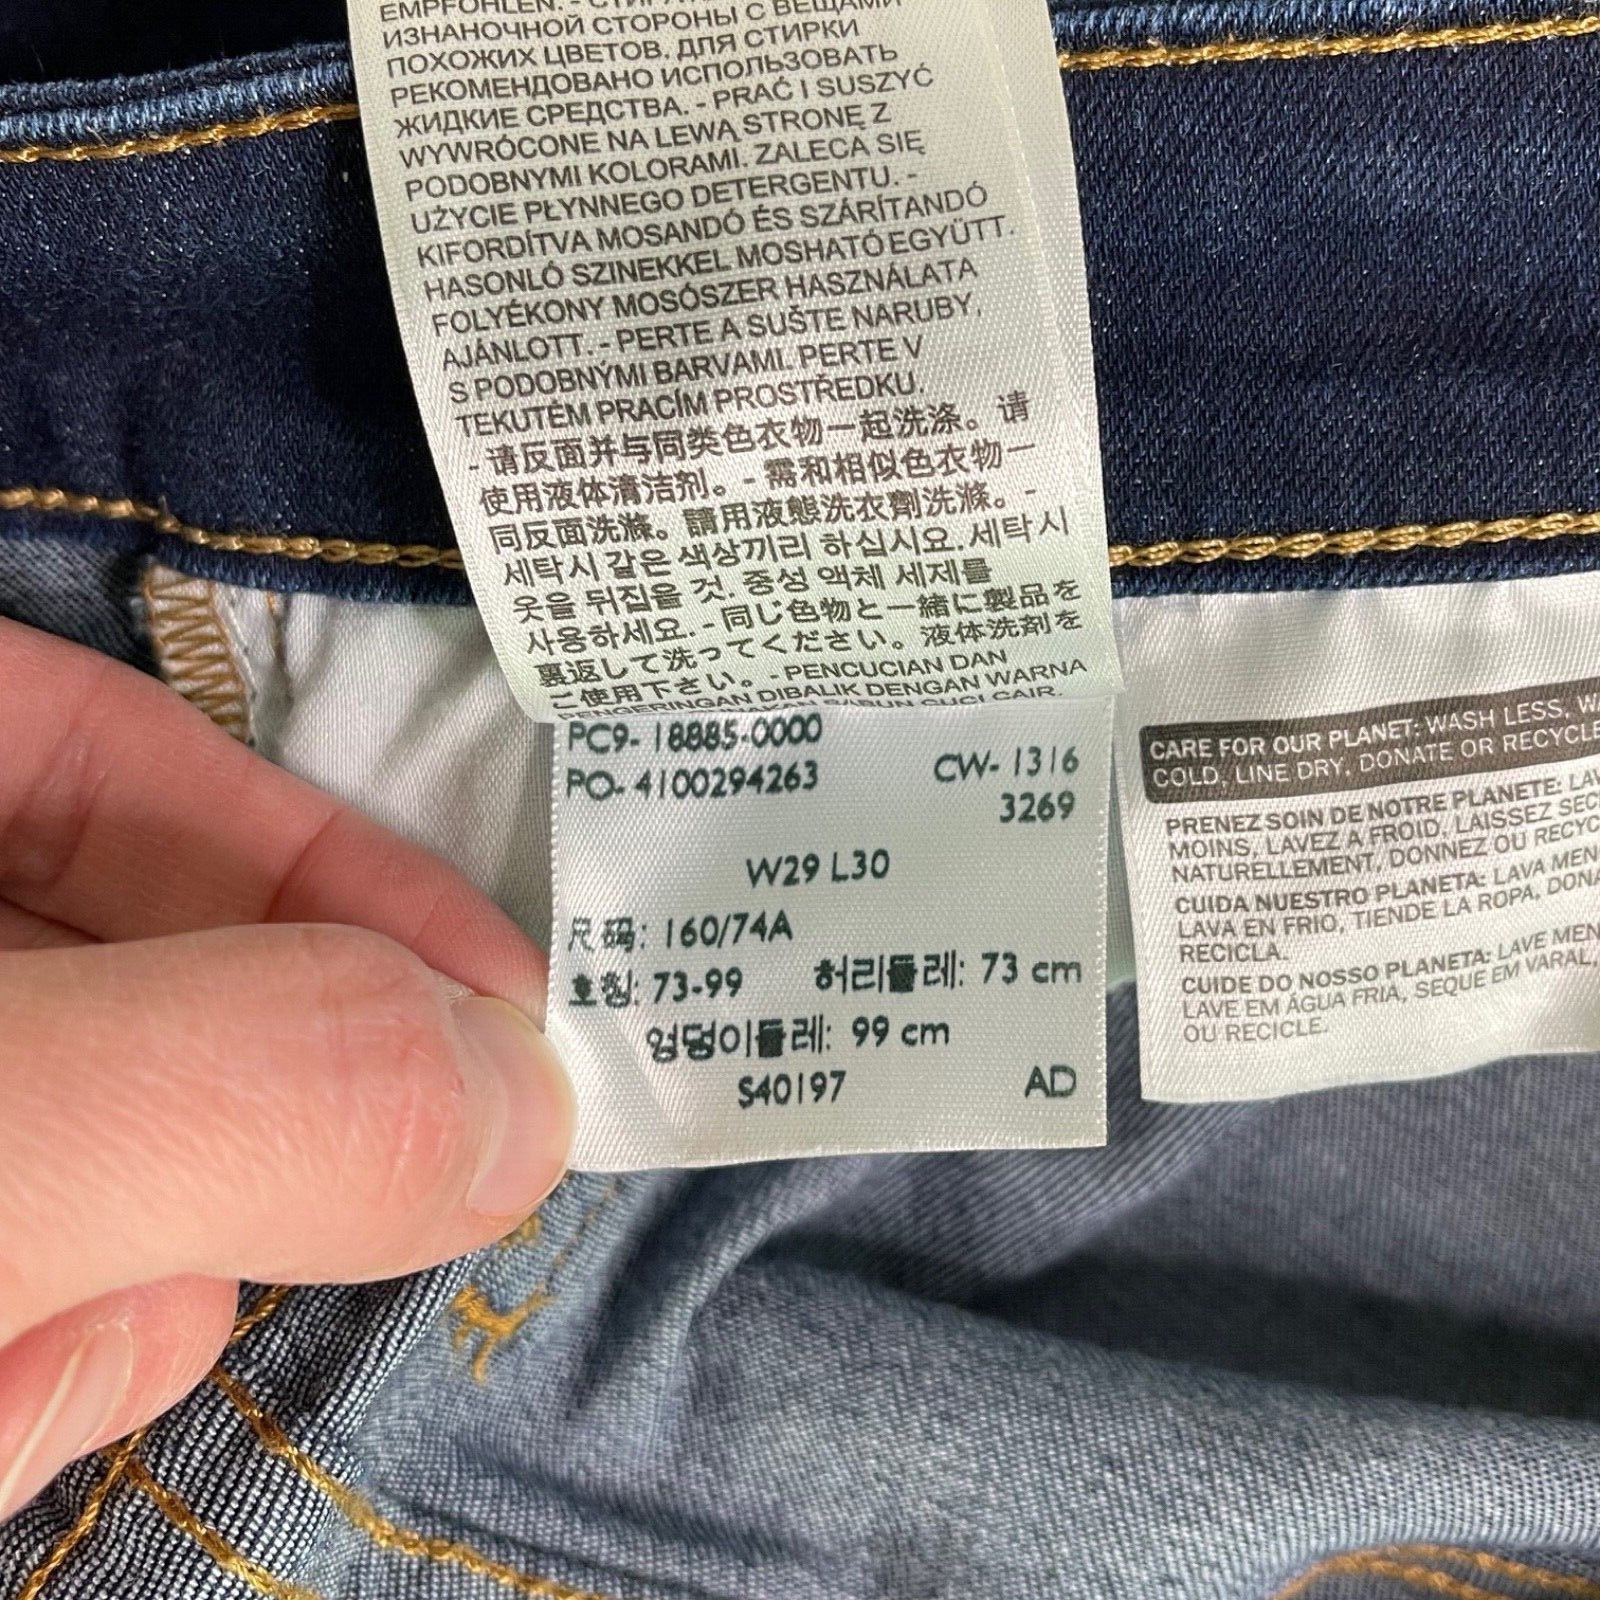 EMPFOHLEN. -
ИЗНАНОЧНОЙ СТОРОНЫ С ВЕЩАМИ
ПОХОЖИХ ЦВЕТОВ. ДЛЯ СТИРКИ
РЕКОМЕНДОВАНО ИСПОЛЬЗОВАТЬ
ЖИДКИЕ СРЕДСТВА. - PRAĆ I SUSZYĆ
WYWRÓCONE NA LEWĄ STRONĘ Z
PODOBNYMI KOLORAMI. ZALECA SIĘ
UŻYCIE PŁYNNEGO DETERGENTU. -
KIFORDÍTVA MOSANDÓ ÉS SZÁRÍTANDÓ
HASONLÓ SZINEKKEL MOSHATÓ EGYÜTT.
FOLYÉKONY MOSÓSZER HASZNÁLATA
AJÁNLOTT. - PERTE A SUŠTE NARUBY,
S PODOBNÝMI BARVAMI. PERTE V
TEKUTÉM PRACÍM PROSTŘEDKU.
- 请反面并与同类色衣物一起洗涤。请
使用液体清洁剂。- 需和相似色衣物一
同反面洗滌。請用液態洗衣劑洗滌。-
세탁시 같은 색상끼리 하십시요. 세탁시
옷을 뒤집을 것. 중성 액체 세제를
사용하세요. - 同じ色物と一緒に製品を
裏返して洗ってください。液体洗剤を
ご使用下さい。- PENCUCIAN DAN
PENGERINGAN DIBALIK DENGAN WARNA
SABUN CUCI CAIR.
PC9- 18885-0000
PO- 4100294263
CW- 1316
3269
W29 L30
尺码: 160/74A
호칭: 73-99 허리둘레: 73 cm
엉덩이둘레: 99 cm
S40197 AD
CARE FOR OUR PLANET: WASH LESS,
COLD, LINE DRY, DONATE OR RECYCLE
PRENEZ SOIN DE NOTRE PLANETE:
MOINS, LAVEZ A FROID, LAISSEZ
NATURELLEMENT, DONNEZ OU
CUIDA NUESTRO PLANETA: LAVA
LAVA EN FRIO, TIENDE LA ROPA,
RECICLA.
CUIDE DO NOSSO PLANETA: LAVE
LAVE EM ÁGUA FRIA, SEQUE EM VARAL,
OU RECICLE.